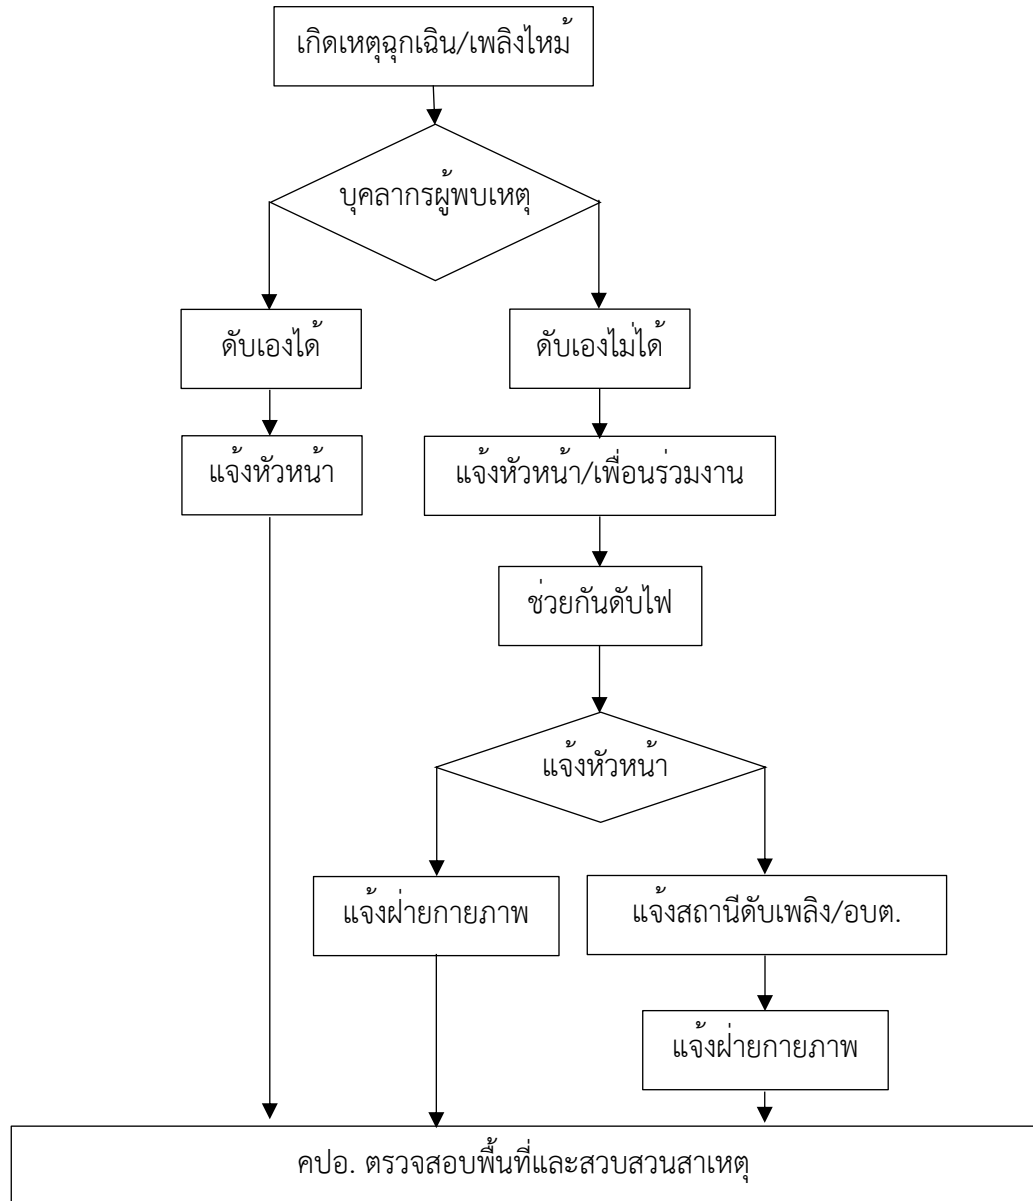 เกิดเหตุฉุกเฉิน/เพลิงไหม้
บุคลากรผู้พบเหตุ
ดับเองได้
ดับเองไม่ได้
แจ้งหัวหน้า
แจ้งหัวหน้า/เพื่อนร่วมงาน
ช่วยกันดับไฟ
แจ้งหัวหน้า
แจ้งฝ่ายกายภาพ
แจ้งสถานีดับเพลิง/อบต.
แจ้งฝ่ายกายภาพ
คปอ. ตรวจสอบพื้นที่และสวบสวนสาเหตุ